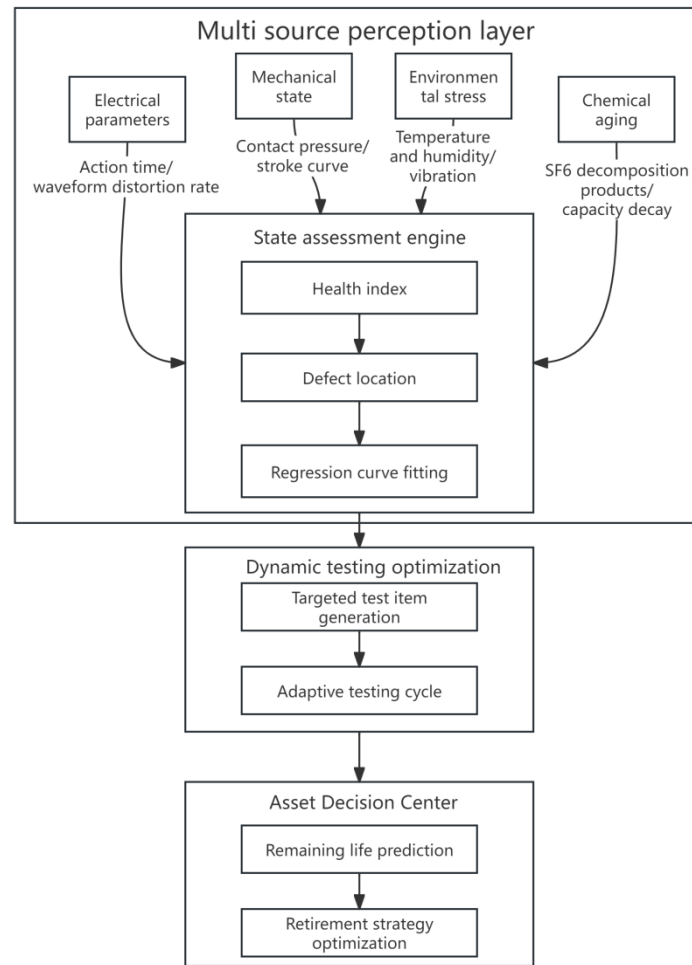 Multi source perception layer
Electrical
parameters
Mechanical
state
Environmen
tal stress
Chemical
aging
Action time/
waveform distortion rate
Contact pressure/
stroke curve
Temperature
and humidity/
vibration
SF6 decomposition
products/
capacity decay
State assessment engine
Health index
Defect location
Regression curve fitting
Dynamic testing optimization
Targeted test item
generation
Adaptive testing cycle
Asset Decision Center
Remaining life prediction
Retirement strategy
optimization